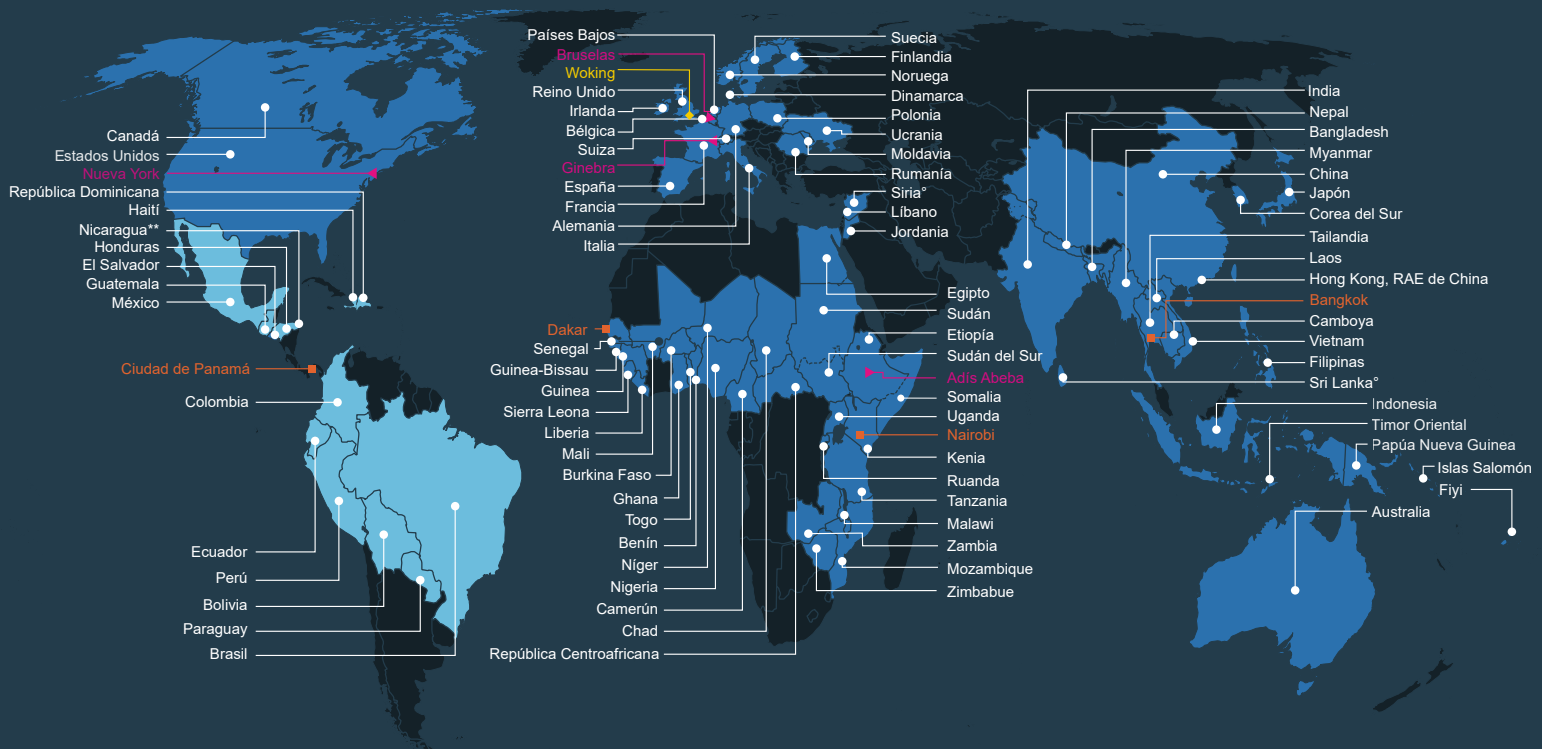 Canadá
Estados Unidos
Nueva York
República Dominicana
Haití
Nicaragua**
Honduras
El Salvador
Guatemala
México
Ciudad de Panamá
Colombia
Ecuador
Perú
Bolivia
Paraguay
Brasil
Países Bajos
Bruselas
Woking
Reino Unido
Irlanda
Bélgica
Suiza
Ginebra
España
Francia
Alemania
Italia
Dakar
Senegal
Guinea-Bissau
Guinea
Sierra Leona
Liberia
Mali
Burkina Faso
Ghana
Togo
Benín
Níger
Nigeria
Camerún
Chad
República Centroafricana
Suecia
Finlandia
Noruega
Dinamarca
Polonia
Ucrania
Moldavia
Rumanía
Siria°
Líbano
Jordania
Egipto
Sudán
Etiopía
Sudán del Sur
Adís Abeba
Somalia
Uganda
Nairobi
Kenia
Ruanda
Tanzania
Malawi
Zambia
Mozambique
Zimbabue
India
Nepal
Bangladesh
Myanmar
China
Japón
Corea del Sur
Tailandia
Laos
Hong Kong, RAE de China
Bangkok
Camboya
Vietnam
Filipinas
Sri Lanka°
Indonesia
Timor Oriental
Papúa Nueva Guinea
Islas Salomón
Fiyi
Australia